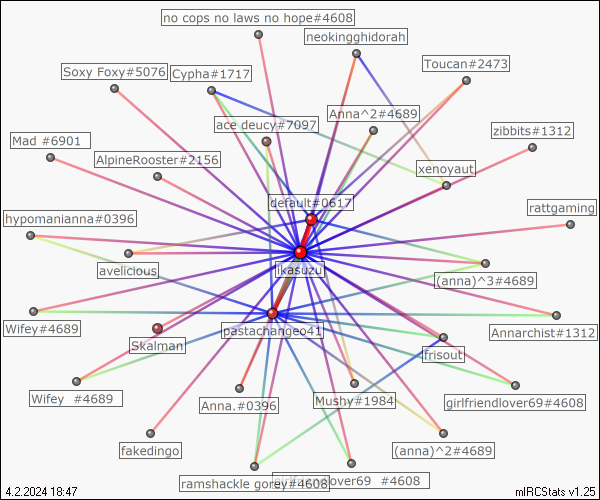 no cops no laws no hope#4608
neokingghidorah
Soxy Foxy#5076
Cypha#1717
Toucan#2473
ace deucy#7097
Anna^2#4689
zibbits#1312
Mad #6901
AlpineRooster#2156
xenoyaut
default#0617
hypomanianna#0396
rattgaming
avelicious
ikasuzu
(anna)^3#4689
Wifey#4689
Skalman
pastachangeo41
frisout
Annarchist#1312
Wifey #4689
Anna.#0396
Mushy#1984
girlfriendlover69#4608
fakedingo
(anna)^2#4689
ramshackle gorey#4608
lover69 #4608
4.2.2024 18:47
mIRCStats v1.25